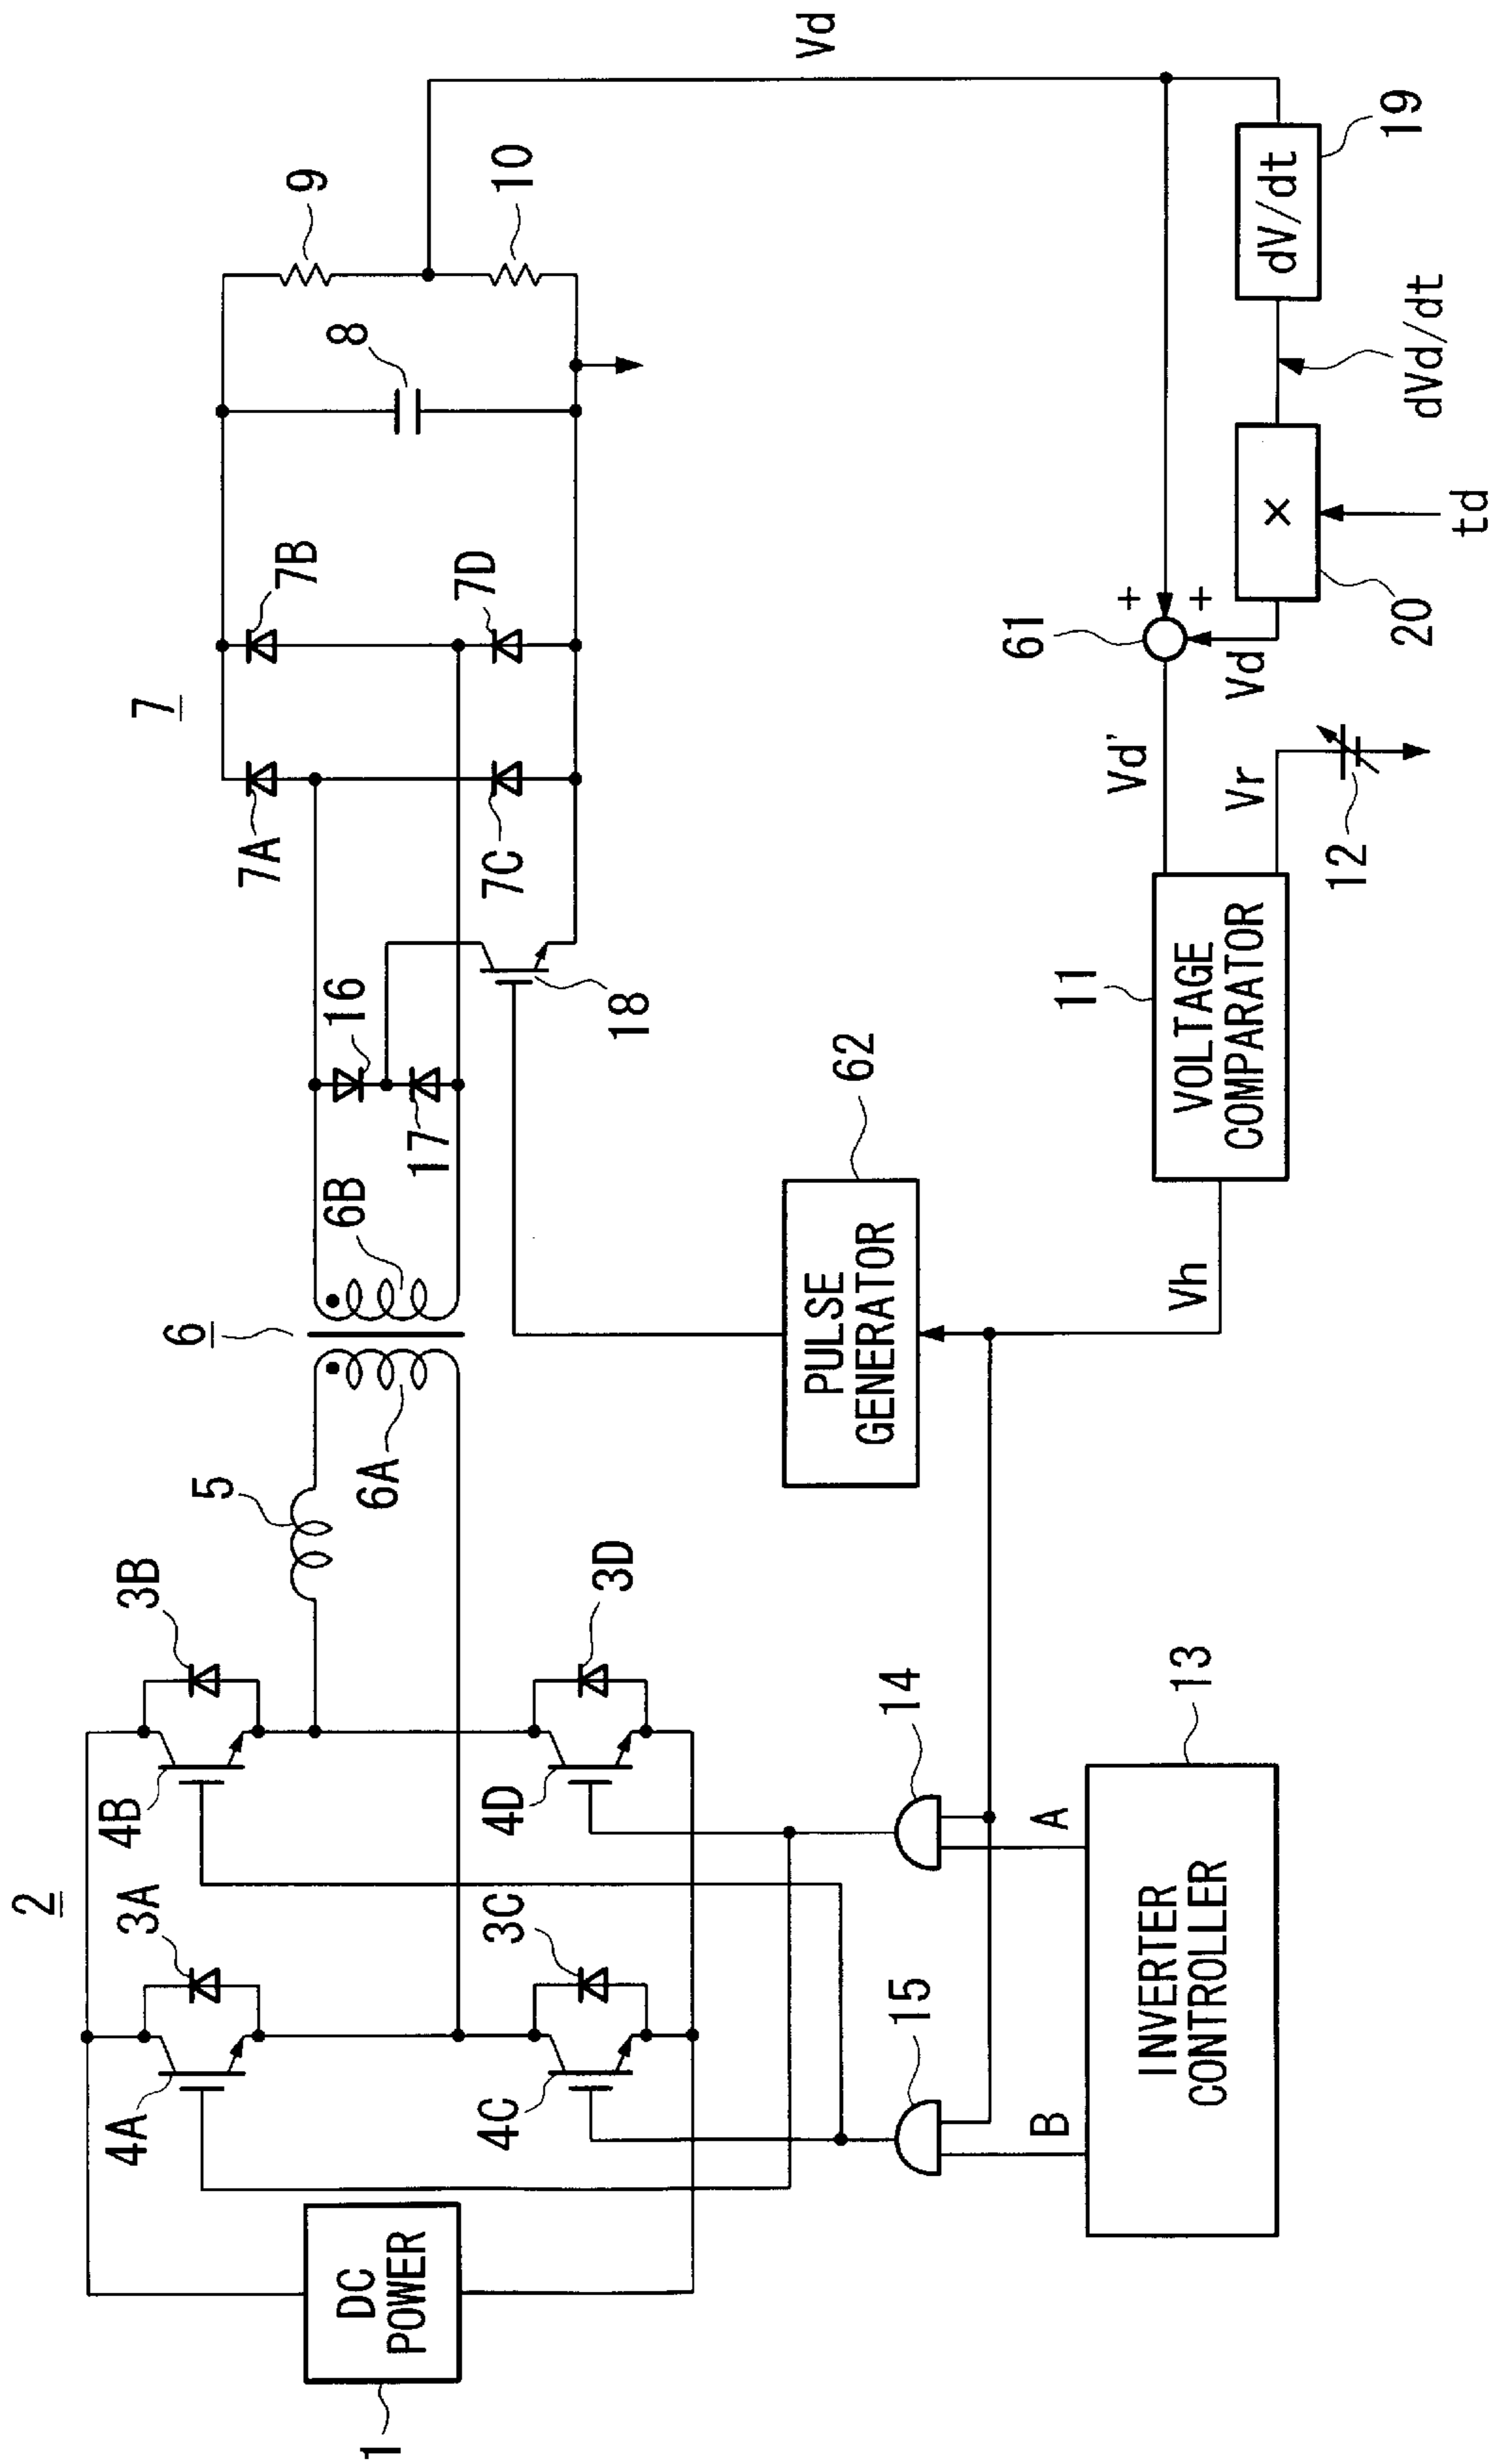 2
4A
3A
4B
3B
5
6
6A
6B
16
17
18
7
7A
7B
7C
7D
8
9
10
1
DC
POWER
4C
3C
4D
3D
15
14
B
A
INVERTER
CONTROLLER
13
PULSE
GENERATOR
62
Vh
VOLTAGE
COMPARATOR
11
Vd'
Vr
12
61
+
+
Vd
×
20
td
dVd/dt
dV/dt
19
Vd